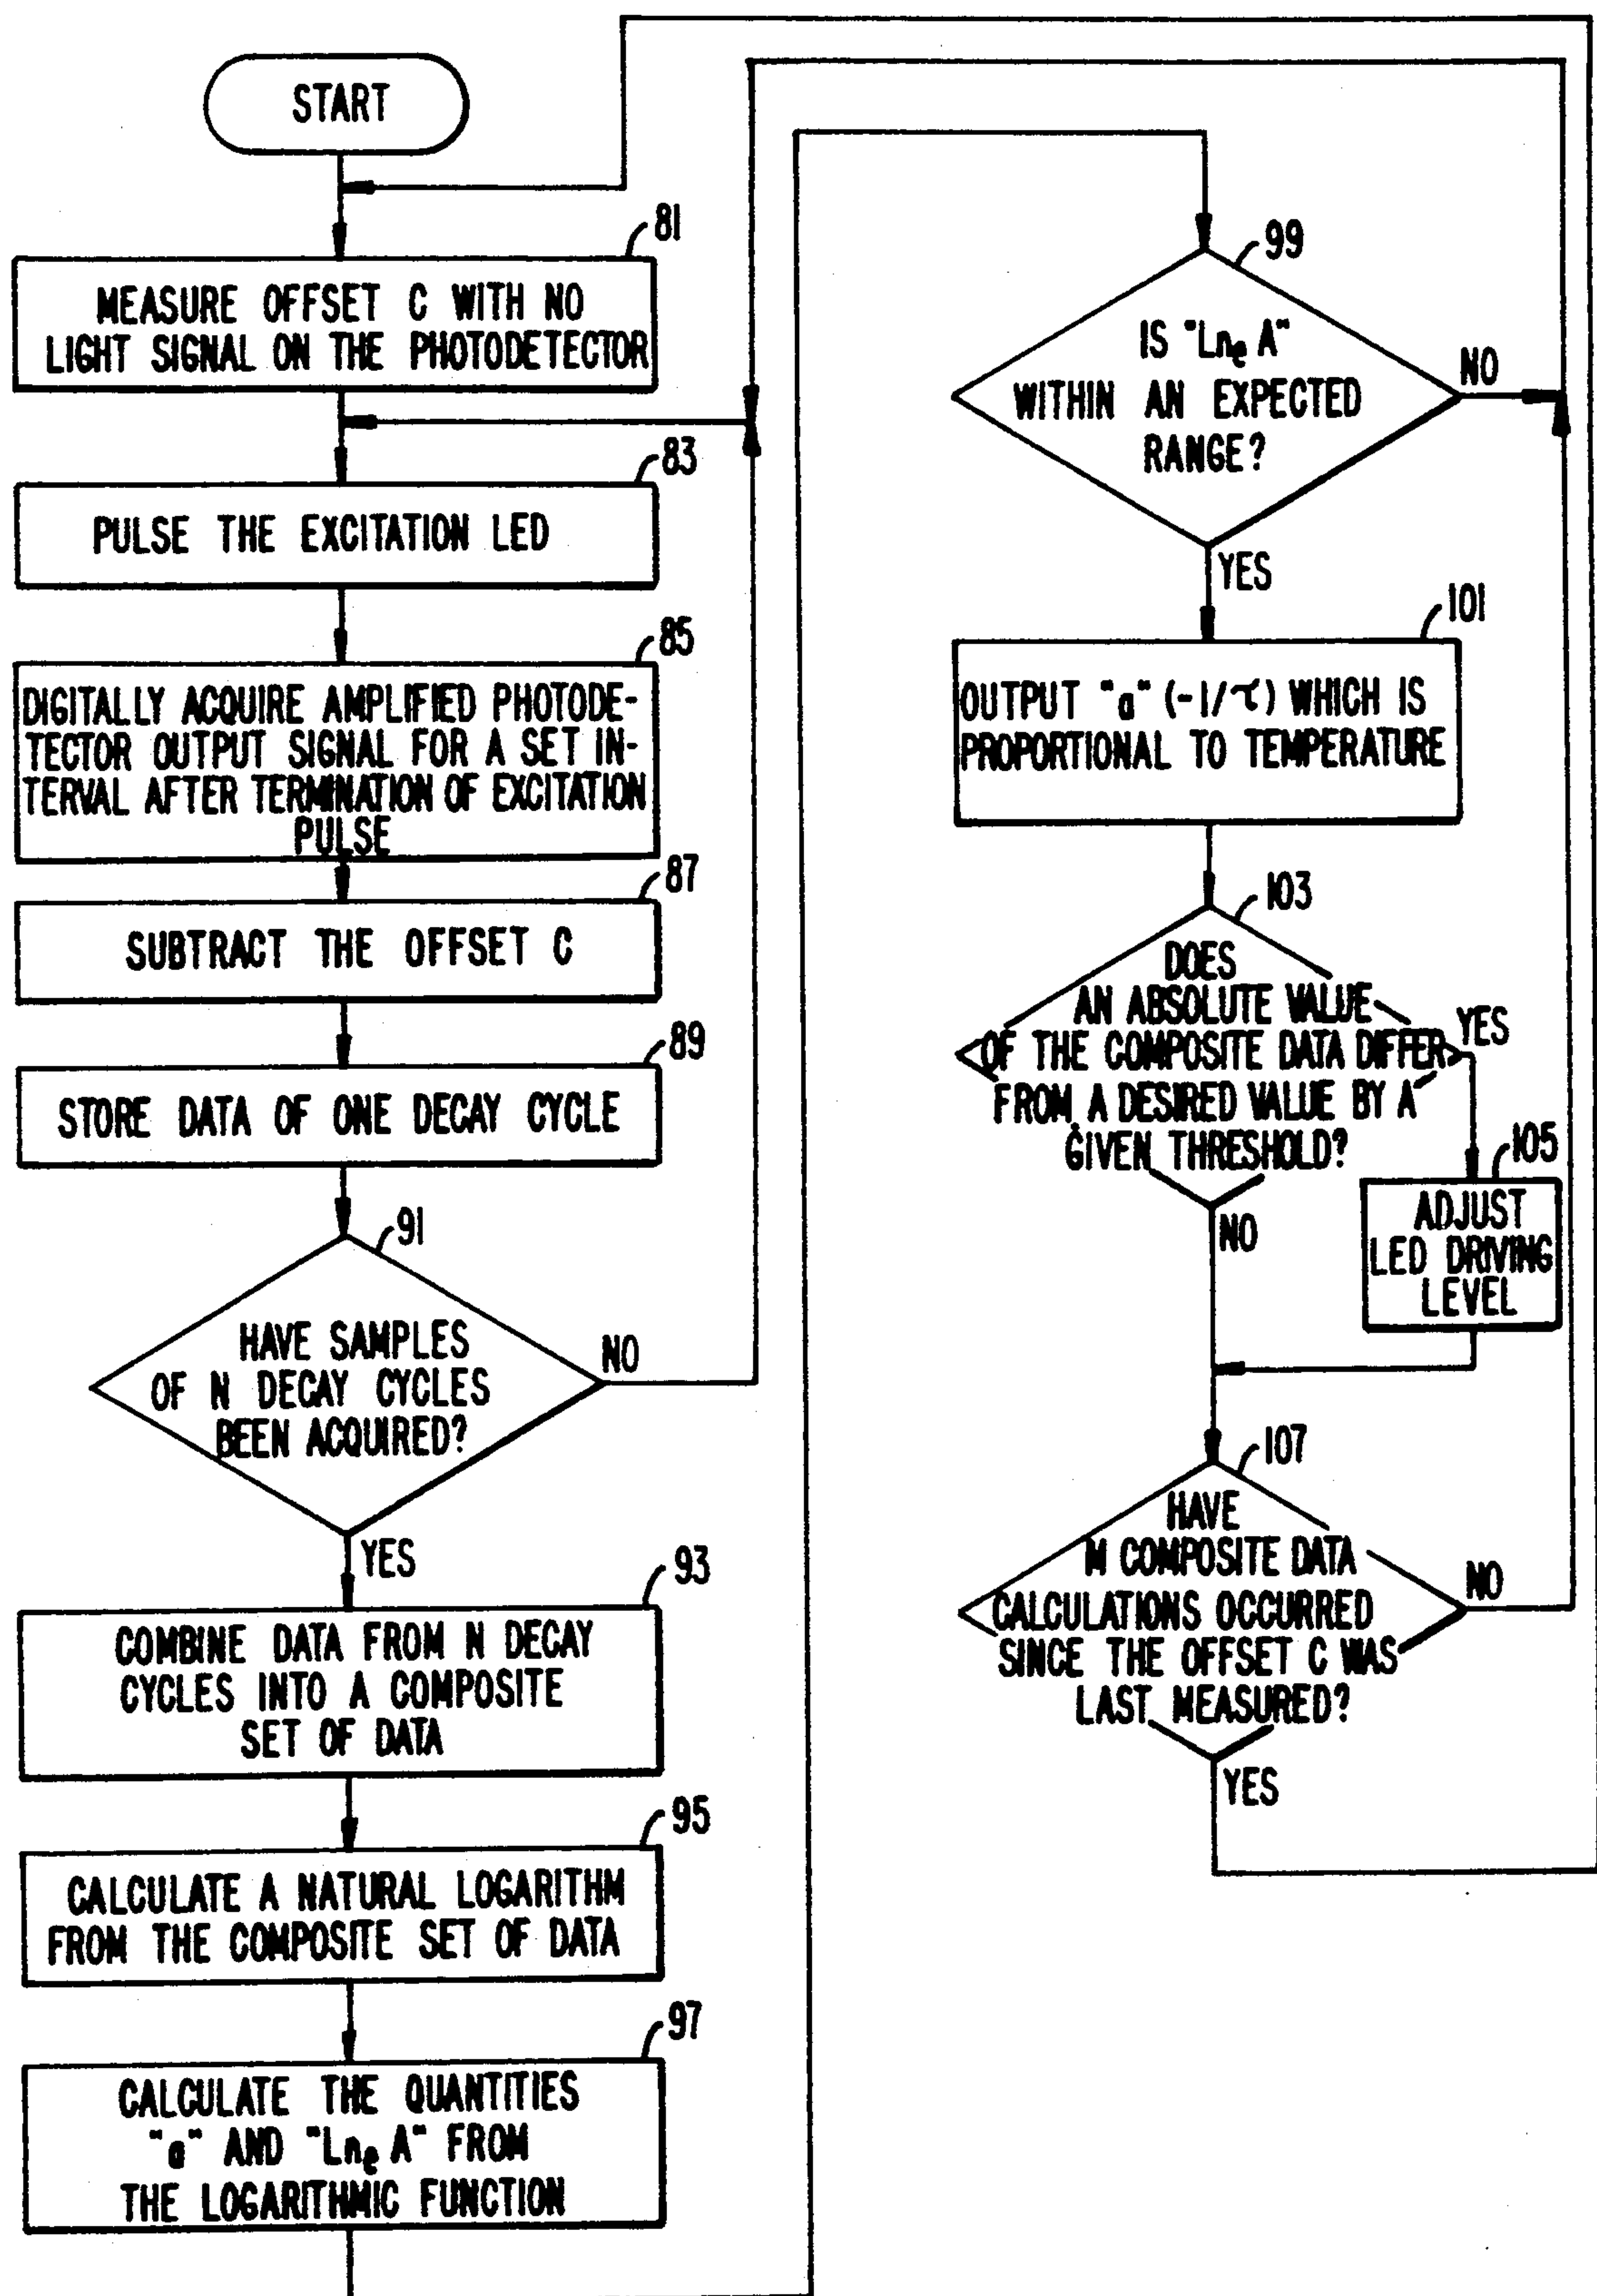 START
81
MEASURE OFFSET C WITH NO
LIGHT SIGNAL ON THE PHOTODETECTOR
83
PULSE THE EXCITATION LED
85
DIGITALLY ACQUIRE AMPLIFIED PHOTODE-
TECTOR OUTPUT SIGNAL FOR A SET IN-
TERVAL AFTER TERMINATION OF EXCITATION
PULSE
87
SUBTRACT THE OFFSET C
89
STORE DATA OF ONE DECAY CYCLE
91
HAVE SAMPLES
OF N DECAY CYCLES
BEEN ACQUIRED?
NO
YES
93
COMBINE DATA FROM N DECAY
CYCLES INTO A COMPOSITE
SET OF DATA
95
CALCULATE A NATURAL LOGARITHM
FROM THE COMPOSITE SET OF DATA
97
CALCULATE THE QUANTITIES
"a" AND "Lnₑ A" FROM
THE LOGARITHMIC FUNCTION
99
IS "Lnₑ A"
WITHIN AN EXPECTED
RANGE?
NO
YES
101
OUTPUT "a" (-1/τ) WHICH IS
PROPORTIONAL TO TEMPERATURE
103
DOES
AN ABSOLUTE VALUE
OF THE COMPOSITE DATA DIFFER
FROM A DESIRED VALUE BY A
GIVEN THRESHOLD?
YES
NO
105
ADJUST
LED DRIVING
LEVEL
107
HAVE
M COMPOSITE DATA
CALCULATIONS OCCURRED
SINCE THE OFFSET C WAS
LAST MEASURED?
NO
YES